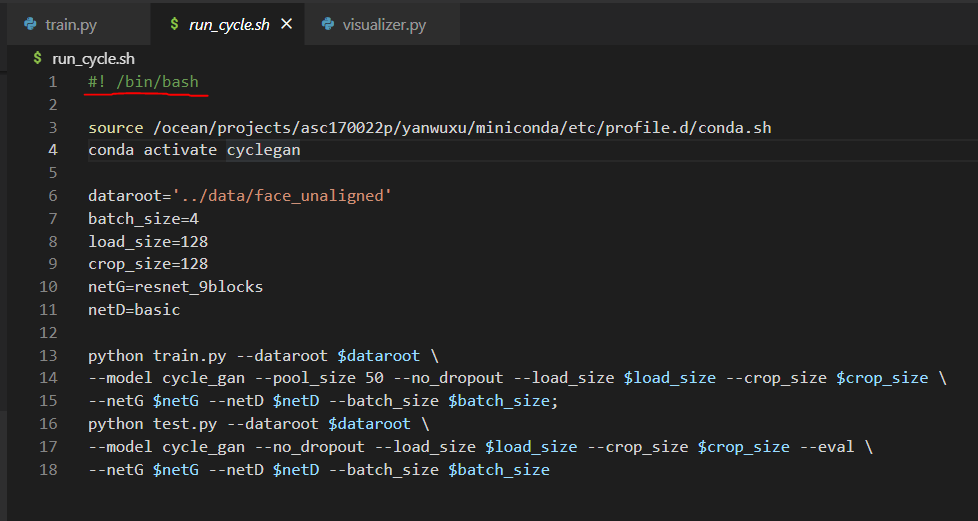 train.py $ run_cycle.sh × visualizer.py
$ run_cycle.sh
1 #! /bin/bash
2
3 source /ocean/projects/asc170022p/yanwuxu/miniconda/etc/profile.d/conda.sh
4 conda activate cyclegan
5
6 dataroot='../data/face_unaligned'
7 batch_size=4
8 load_size=128
9 crop_size=128
10 netG=resnet_9blocks
11 netD=basic
12
13 python train.py --dataroot $dataroot \
14 --model cycle_gan --pool_size 50 --no_dropout --load_size $load_size --crop_size $crop_size \
15 --netG $netG --netD $netD --batch_size $batch_size;
16 python test.py --dataroot $dataroot \
17 --model cycle_gan --no_dropout --load_size $load_size --crop_size $crop_size --eval \
18 --netG $netG --netD $netD --batch_size $batch_size